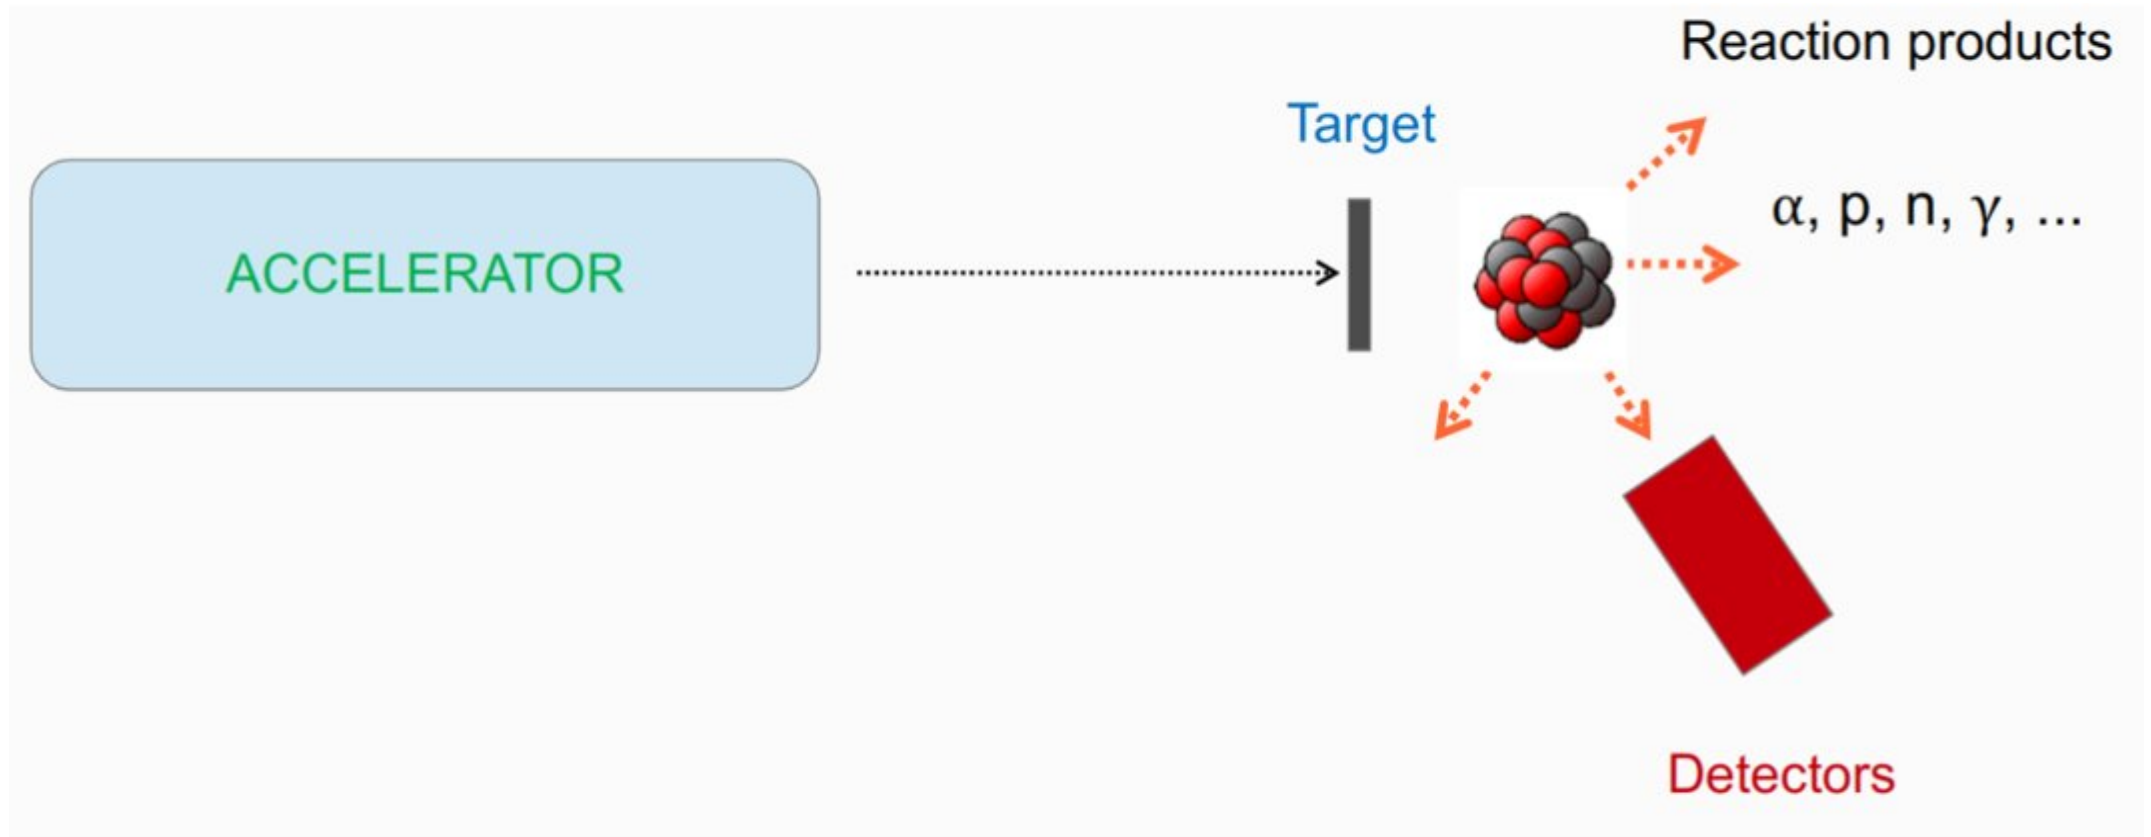 Reaction products
Target
α, p, n, γ, ...
ACCELERATOR
Detectors